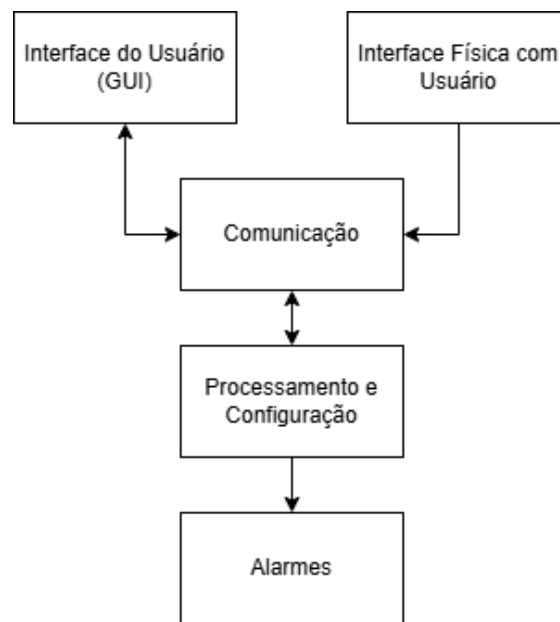 Interface do Usuário
(GUI)
Interface Física com
Usuário
Comunicação
Processamento e
Configuração
Alarmes